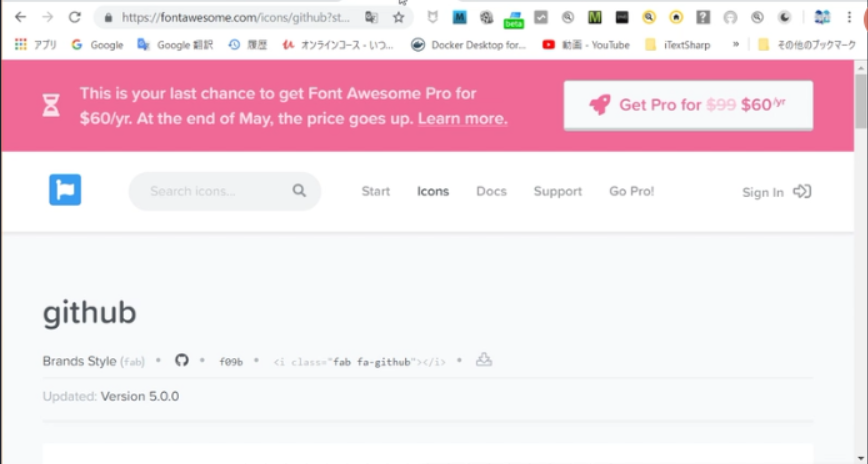 https://fontawesome.com/icons/github?st...
beta
アプリ Google Google 翻訳 履歴 オンラインコース - いつ... Docker Desktop for... 動画 - YouTube iTextSharp » その他のブックマーク
This is your last chance to get Font Awesome Pro for
$60/yr. At the end of May, the price goes up. Learn more.
Get Pro for $99 $60/yr
Search icons...
Start Icons Docs Support Go Pro!
Sign In
github
Brands Style (fab) • • f09b • <i class="fab fa-github"></i> •
Updated: Version 5.0.0